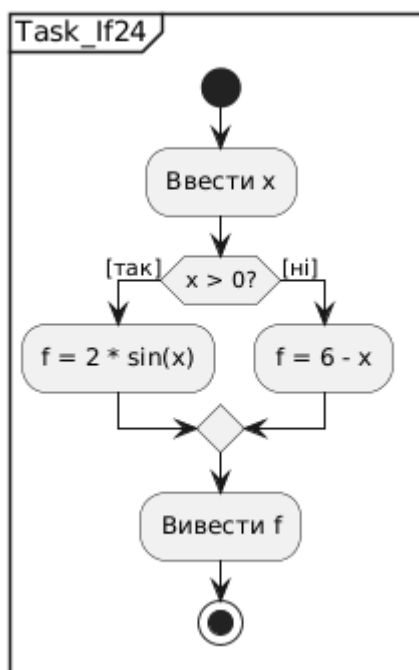 Task_If24
Ввести x
[так]
x > 0?
[ні]
f = 2 * sin(x)
f = 6 - x
Вивести f